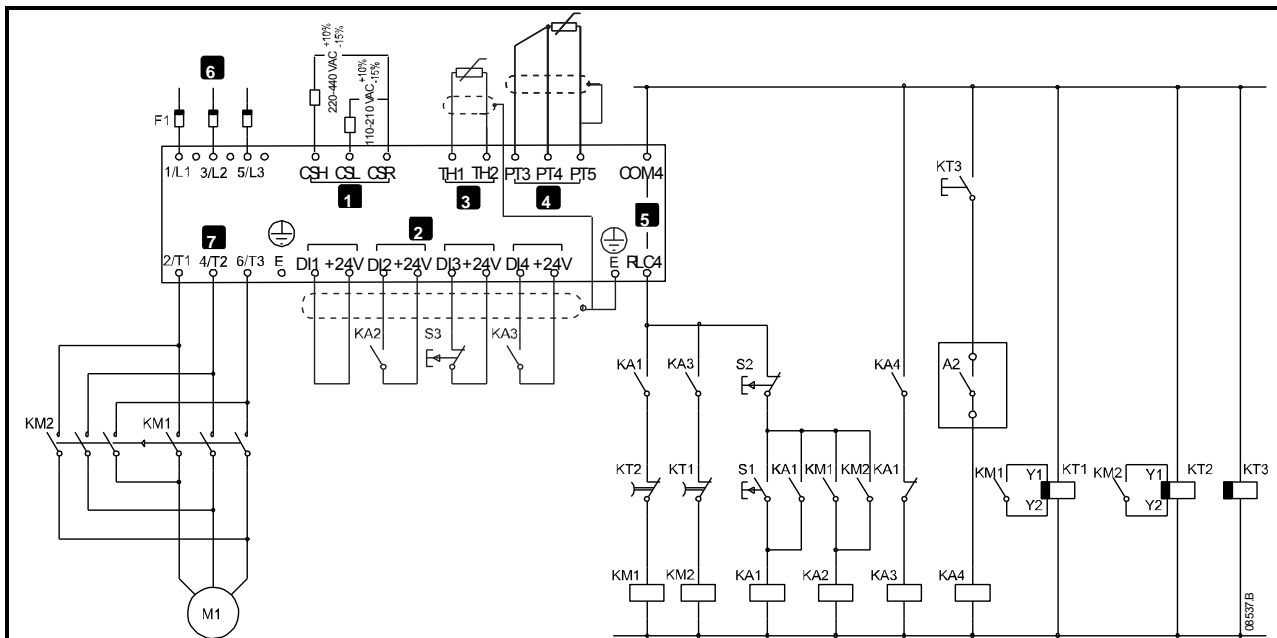 6
F1
220-440 VAC +10% -15%
110-210 VAC +10% -15%
1/L1 3/L2 5/L3 CSH CSL CSR TH1 TH2 PT3 PT4 PT5 COM4
1 3 4 5
7 2
2/T1 4/T2 6/T3 E DI1 +24V DI2 +24V DI3 +24V DI4 +24V E RLC4
KT3
KA2 S3 KA3
KA1 KA3 S2 KA4 A2
KM2 KM1
KT2 KT1 S1 KA1 KM1 KM2 KA1 KM1 Y1 KT1 KM2 Y1 KT2 KT3
Y2 Y2
KM1 KM2 KA1 KA2 KA3 KA4
M1
08537.B